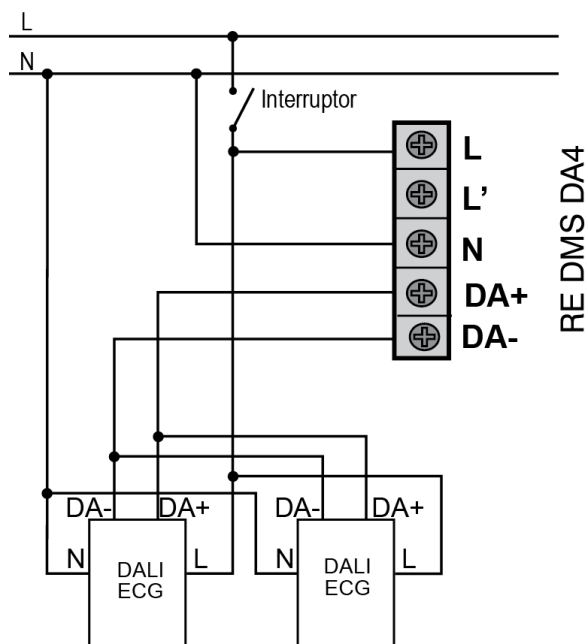 L
N
Interruptor
L
L’
N
DA+
DA-
RE DMS DA4
DA- DA+ DA- DA+
N DALI ECG L
N DALI ECG L